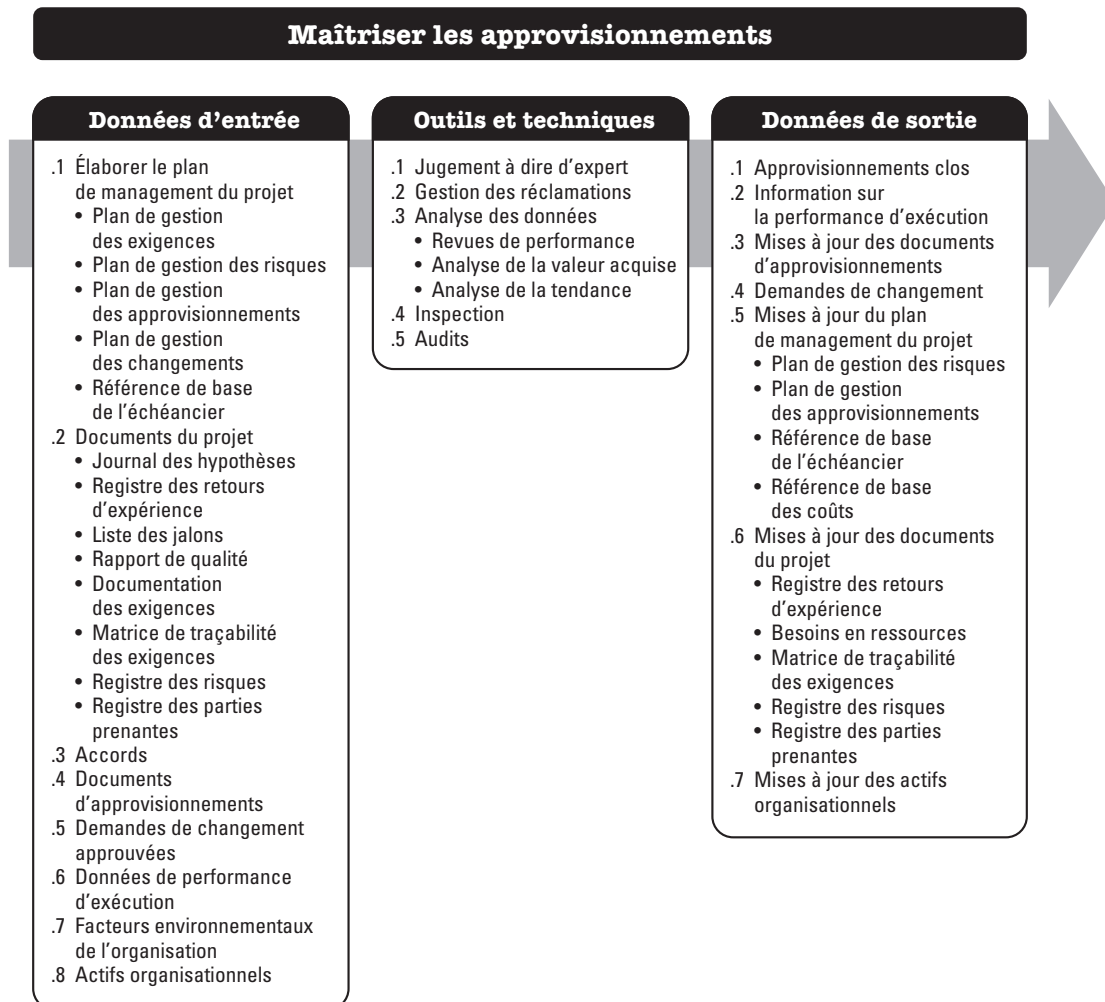 Maîtriser les approvisionnements
Données d'entrée
.1 Élaborer le plan
de management du projet
• Plan de gestion
des exigences
• Plan de gestion des risques
• Plan de gestion
des approvisionnements
• Plan de gestion
des changements
• Référence de base
de l'échéancier
.2 Documents du projet
• Journal des hypothèses
• Registre des retours
d'expérience
• Liste des jalons
• Rapport de qualité
• Documentation
des exigences
• Matrice de traçabilité
des exigences
• Registre des risques
• Registre des parties
prenantes
.3 Accords
.4 Documents
d'approvisionnements
.5 Demandes de changement
approuvées
.6 Données de performance
d'exécution
.7 Facteurs environnementaux
de l'organisation
.8 Actifs organisationnels
Outils et techniques
.1 Jugement à dire d'expert
.2 Gestion des réclamations
.3 Analyse des données
• Revues de performance
• Analyse de la valeur acquise
• Analyse de la tendance
.4 Inspection
.5 Audits
Données de sortie
.1 Approvisionnements clos
.2 Information sur
la performance d'exécution
.3 Mises à jour des documents
d'approvisionnements
.4 Demandes de changement
.5 Mises à jour du plan
de management du projet
• Plan de gestion des risques
• Plan de gestion
des approvisionnements
• Référence de base
de l'échéancier
• Référence de base
des coûts
.6 Mises à jour des documents
du projet
• Registre des retours
d'expérience
• Besoins en ressources
• Matrice de traçabilité
des exigences
• Registre des risques
• Registre des parties
prenantes
.7 Mises à jour des actifs
organisationnels